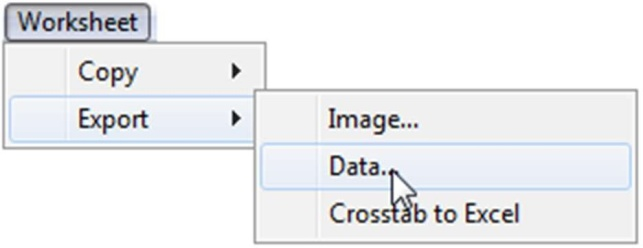 Worksheet
Copy
Export
Image...
Data...
Crosstab to Excel